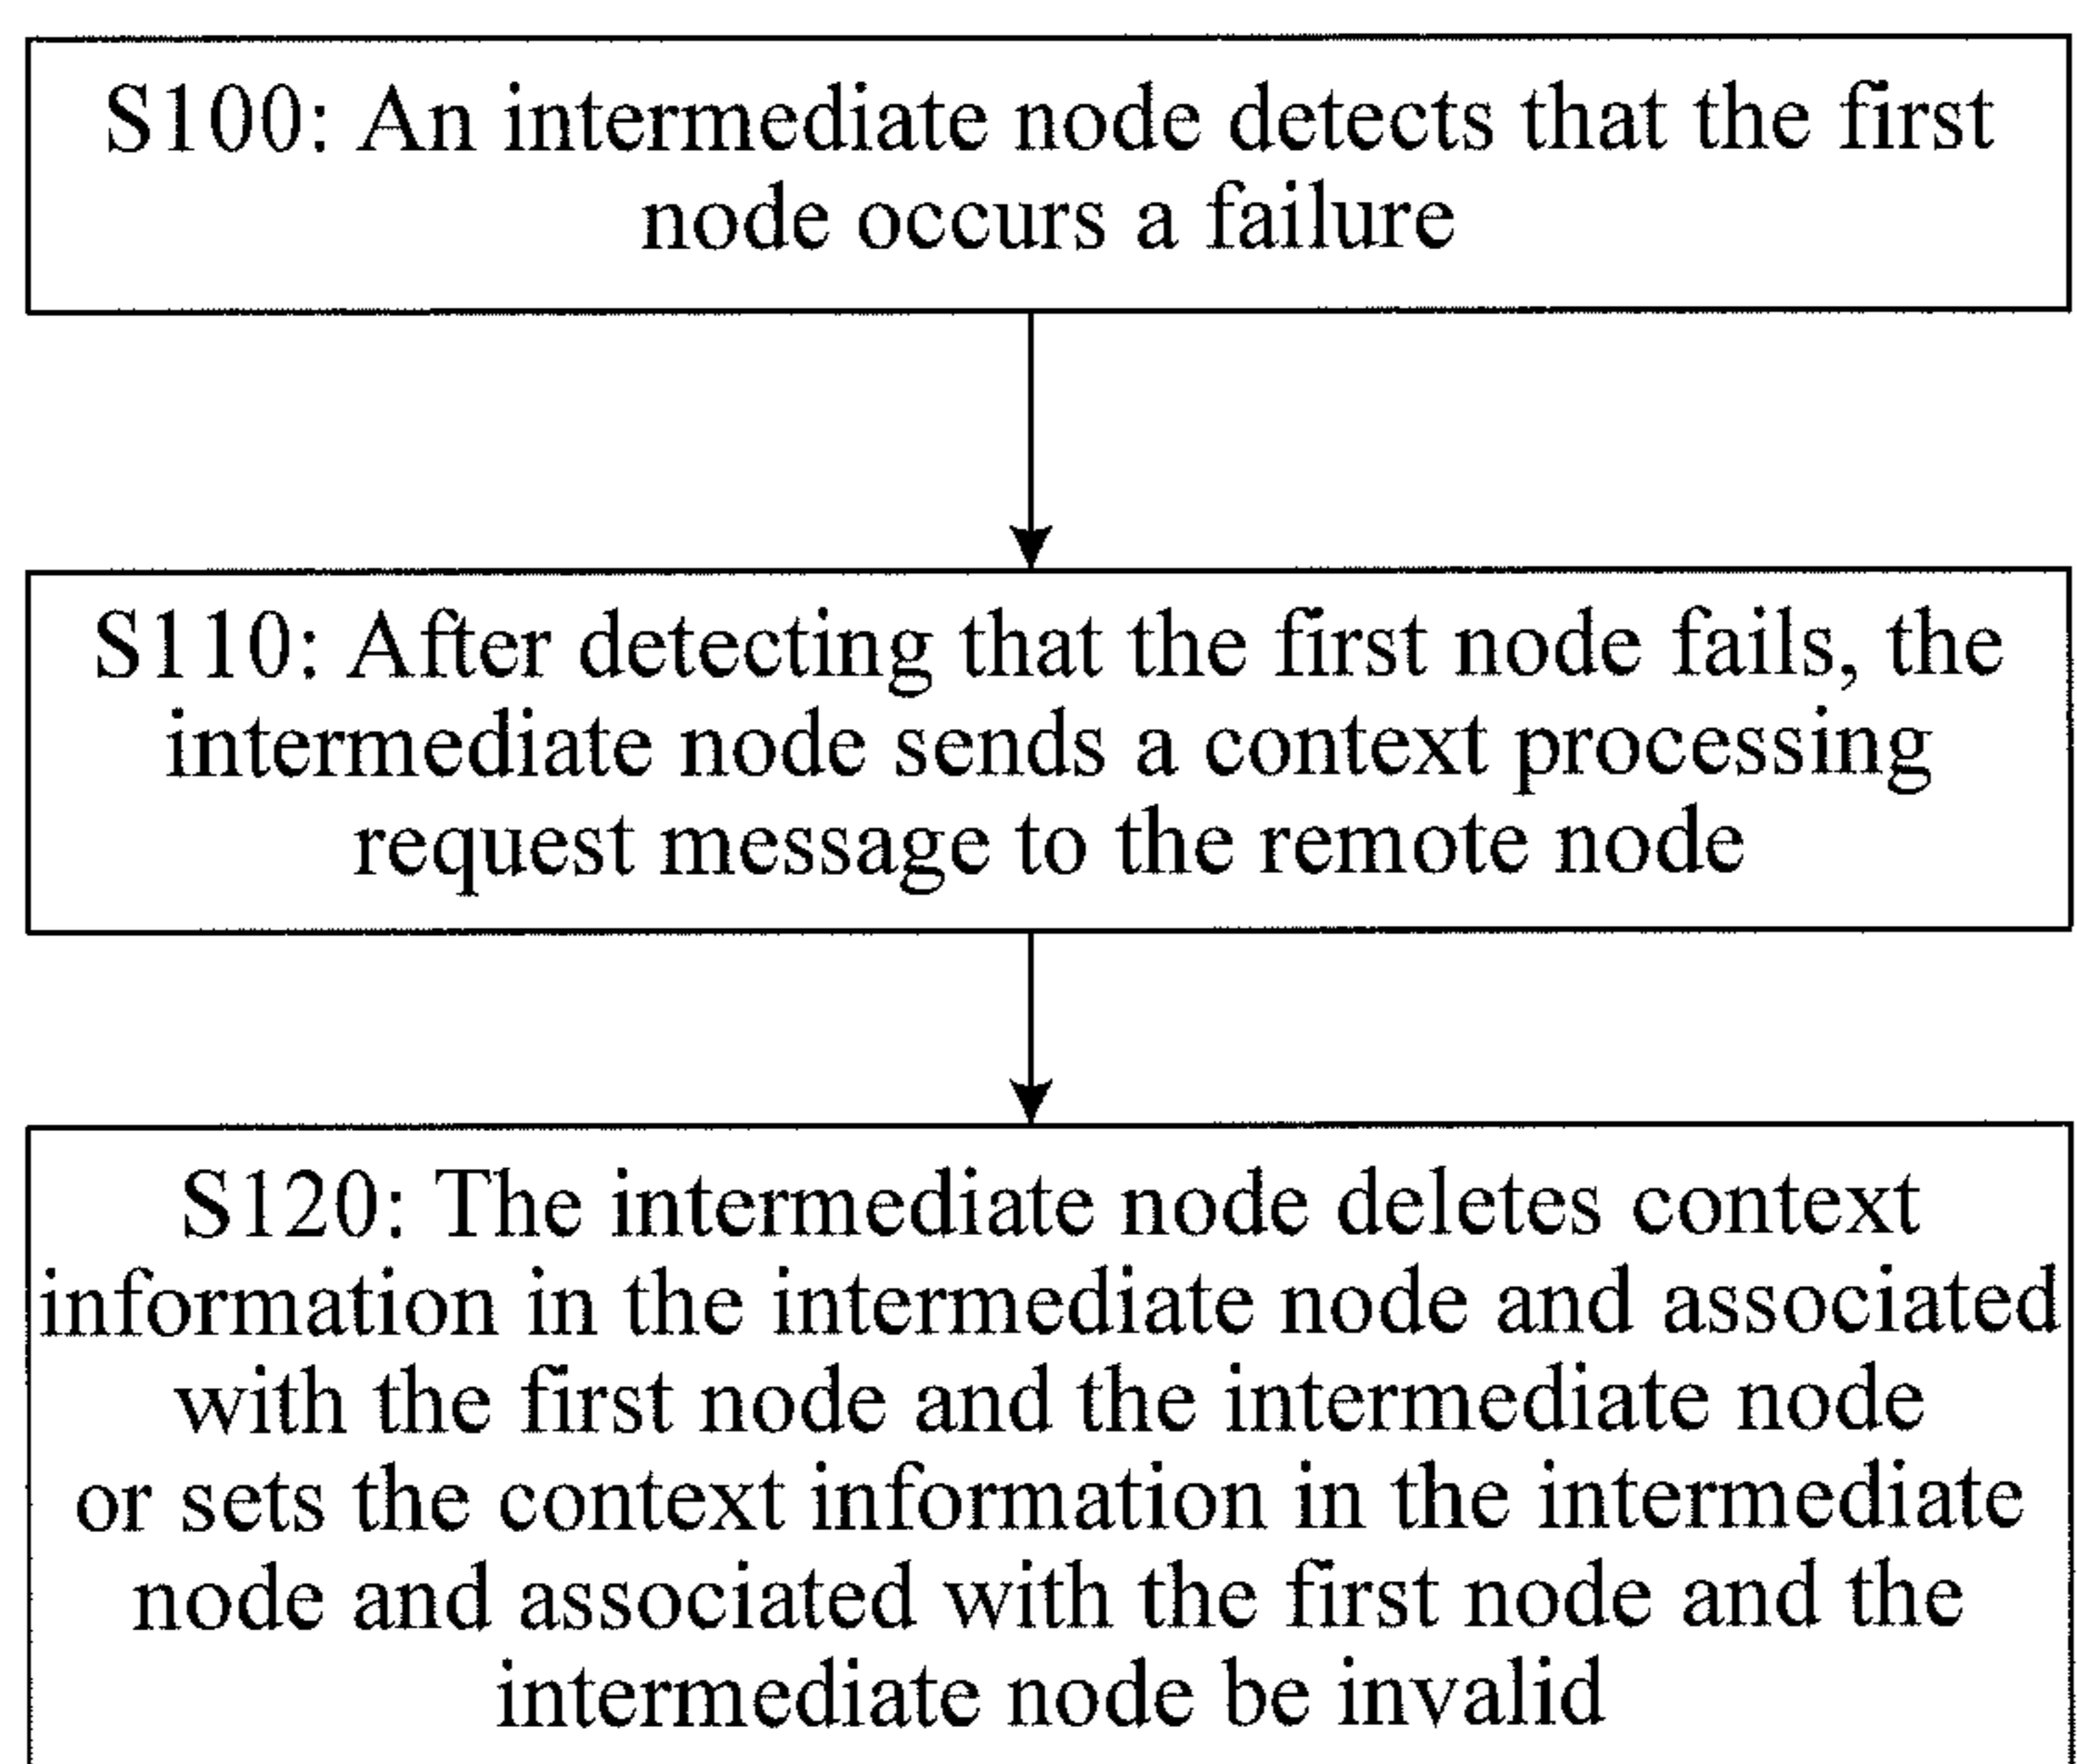 S100: An intermediate node detects that the first
node occurs a failure
S110: After detecting that the first node fails, the
intermediate node sends a context processing
request message to the remote node
S120: The intermediate node deletes context
information in the intermediate node and associated
with the first node and the intermediate node
or sets the context information in the intermediate
node and associated with the first node and the
intermediate node be invalid